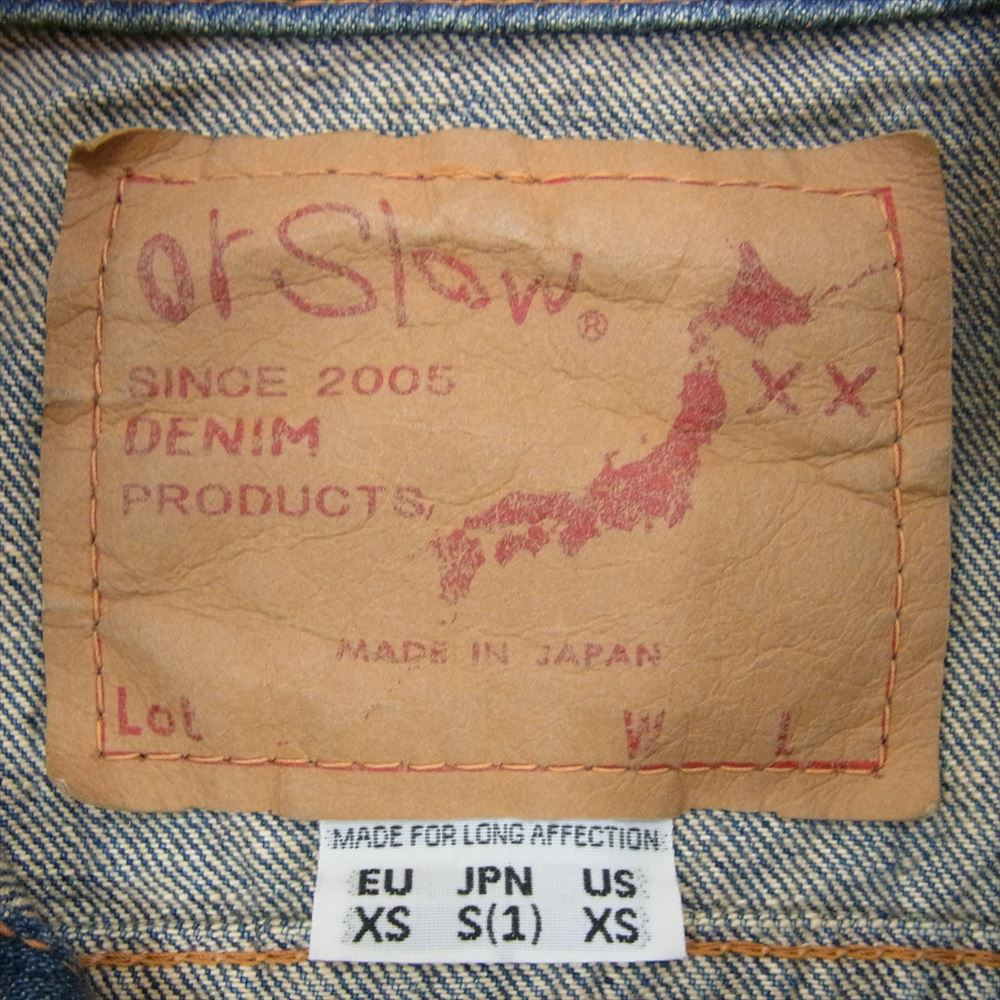 orSlow®
SINCE 2005
DENIM
PRODUCTS,
XX
MADE IN JAPAN
Lot W L
MADE FOR LONG AFFECTION
EU JPN US
XS S(1) XS